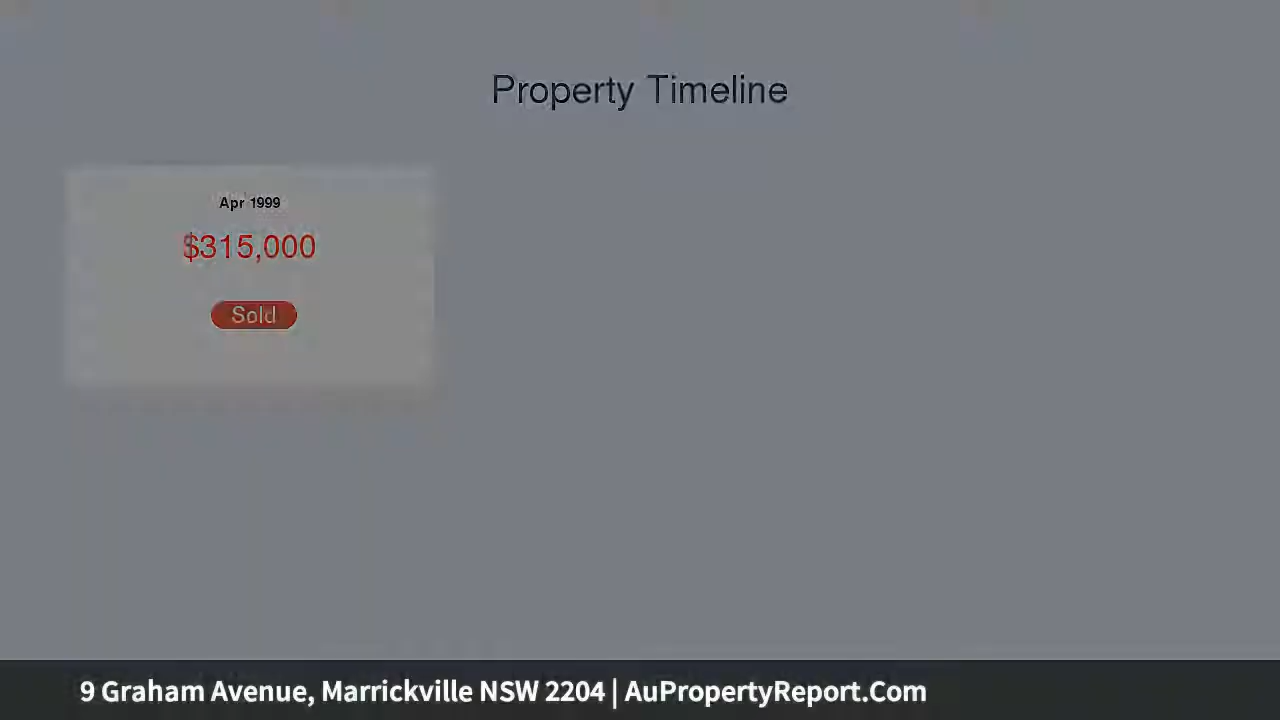 Property Timeline
Apr 1999
$315,000
Sold
9 Graham Avenue, Marrickville NSW 2204 | AuPropertyReport.Com